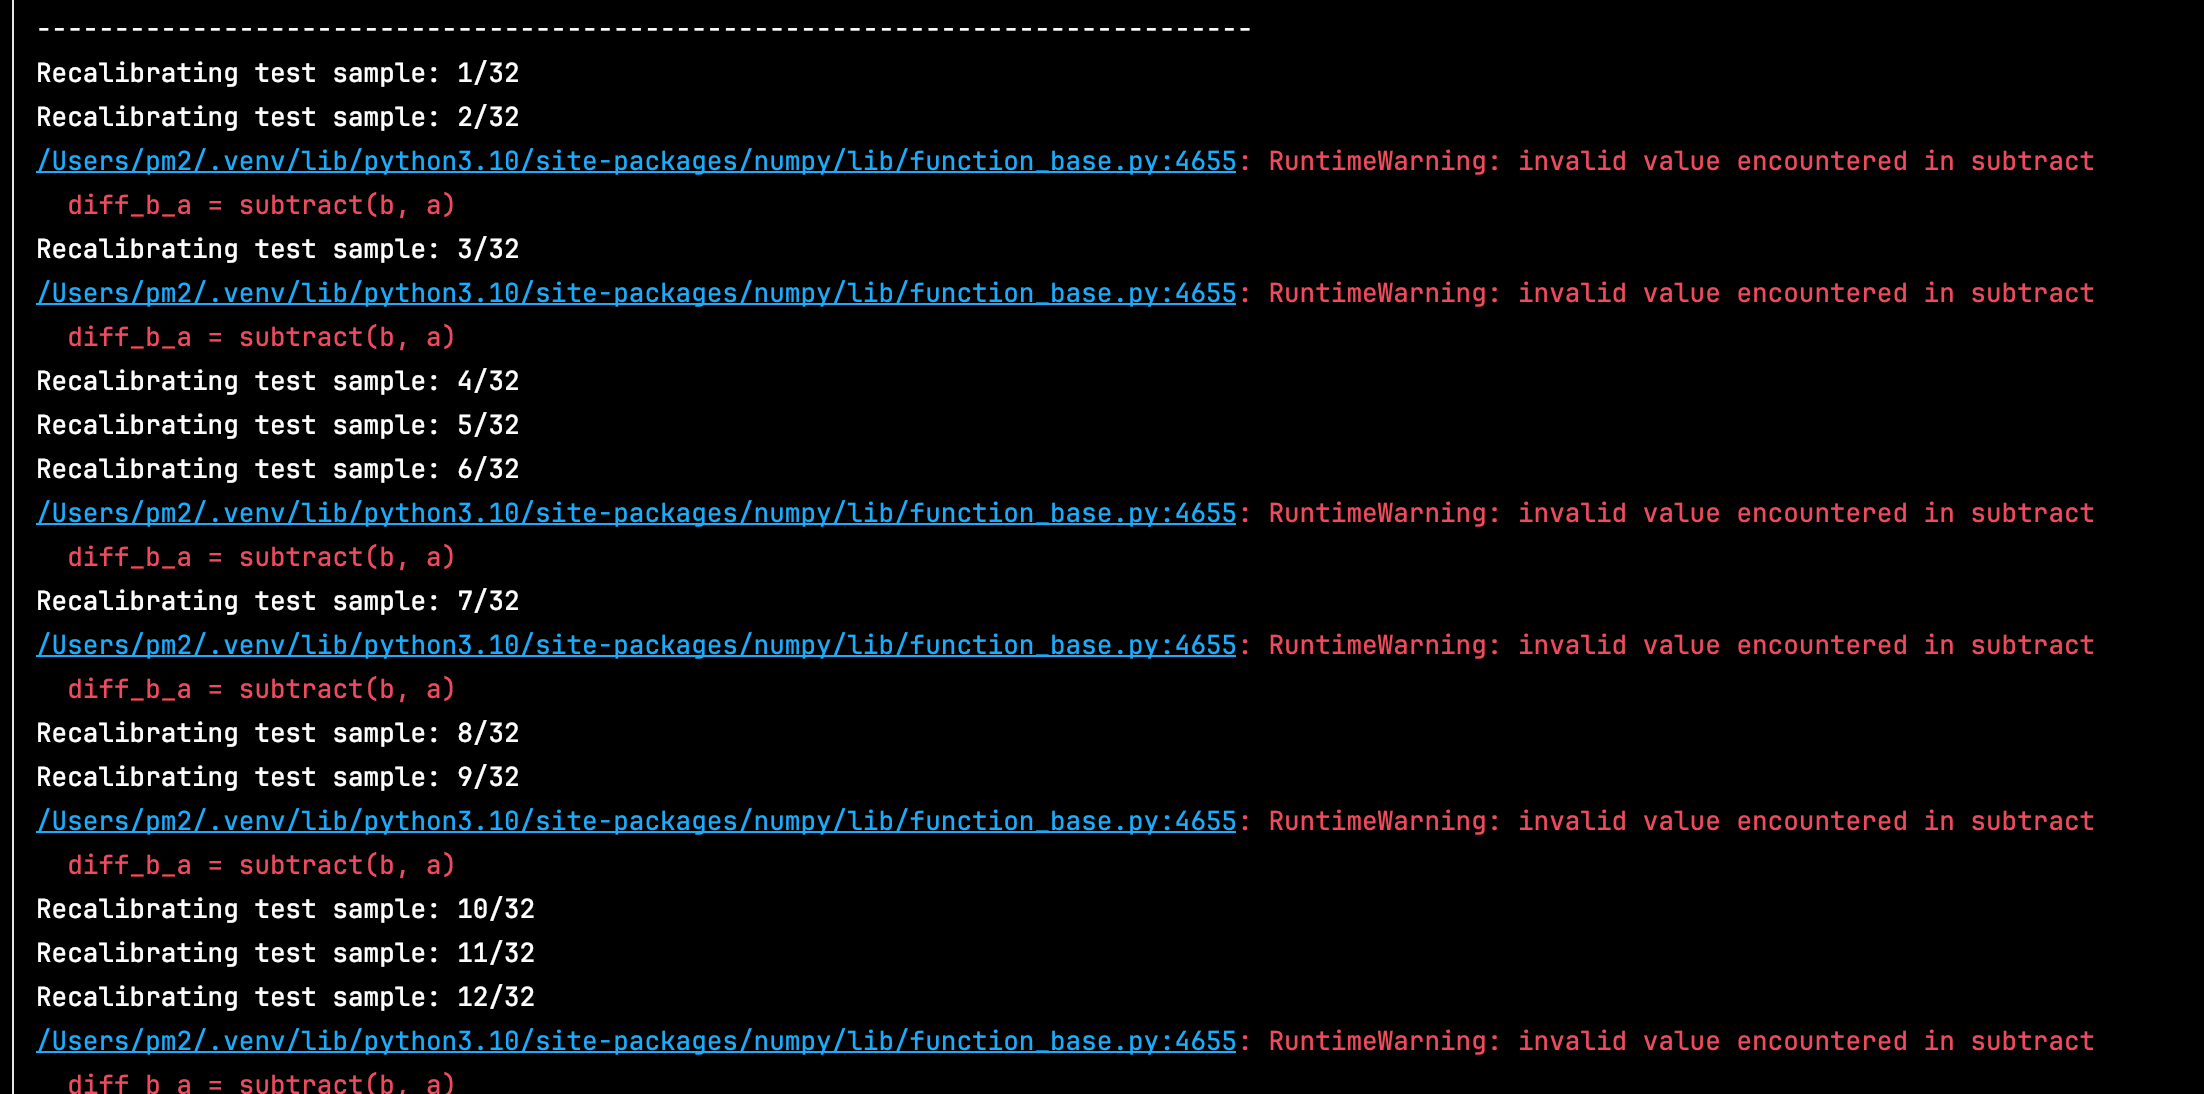 ------------------------------------------------------------------------------
Recalibrating test sample: 1/32
Recalibrating test sample: 2/32
/Users/pm2/.venv/lib/python3.10/site-packages/numpy/lib/function_base.py:4655: RuntimeWarning: invalid value encountered in subtract
  diff_b_a = subtract(b, a)
Recalibrating test sample: 3/32
/Users/pm2/.venv/lib/python3.10/site-packages/numpy/lib/function_base.py:4655: RuntimeWarning: invalid value encountered in subtract
  diff_b_a = subtract(b, a)
Recalibrating test sample: 4/32
Recalibrating test sample: 5/32
Recalibrating test sample: 6/32
/Users/pm2/.venv/lib/python3.10/site-packages/numpy/lib/function_base.py:4655: RuntimeWarning: invalid value encountered in subtract
  diff_b_a = subtract(b, a)
Recalibrating test sample: 7/32
/Users/pm2/.venv/lib/python3.10/site-packages/numpy/lib/function_base.py:4655: RuntimeWarning: invalid value encountered in subtract
  diff_b_a = subtract(b, a)
Recalibrating test sample: 8/32
Recalibrating test sample: 9/32
/Users/pm2/.venv/lib/python3.10/site-packages/numpy/lib/function_base.py:4655: RuntimeWarning: invalid value encountered in subtract
  diff_b_a = subtract(b, a)
Recalibrating test sample: 10/32
Recalibrating test sample: 11/32
Recalibrating test sample: 12/32
/Users/pm2/.venv/lib/python3.10/site-packages/numpy/lib/function_base.py:4655: RuntimeWarning: invalid value encountered in subtract
  diff_b_a = subtract(b, a)